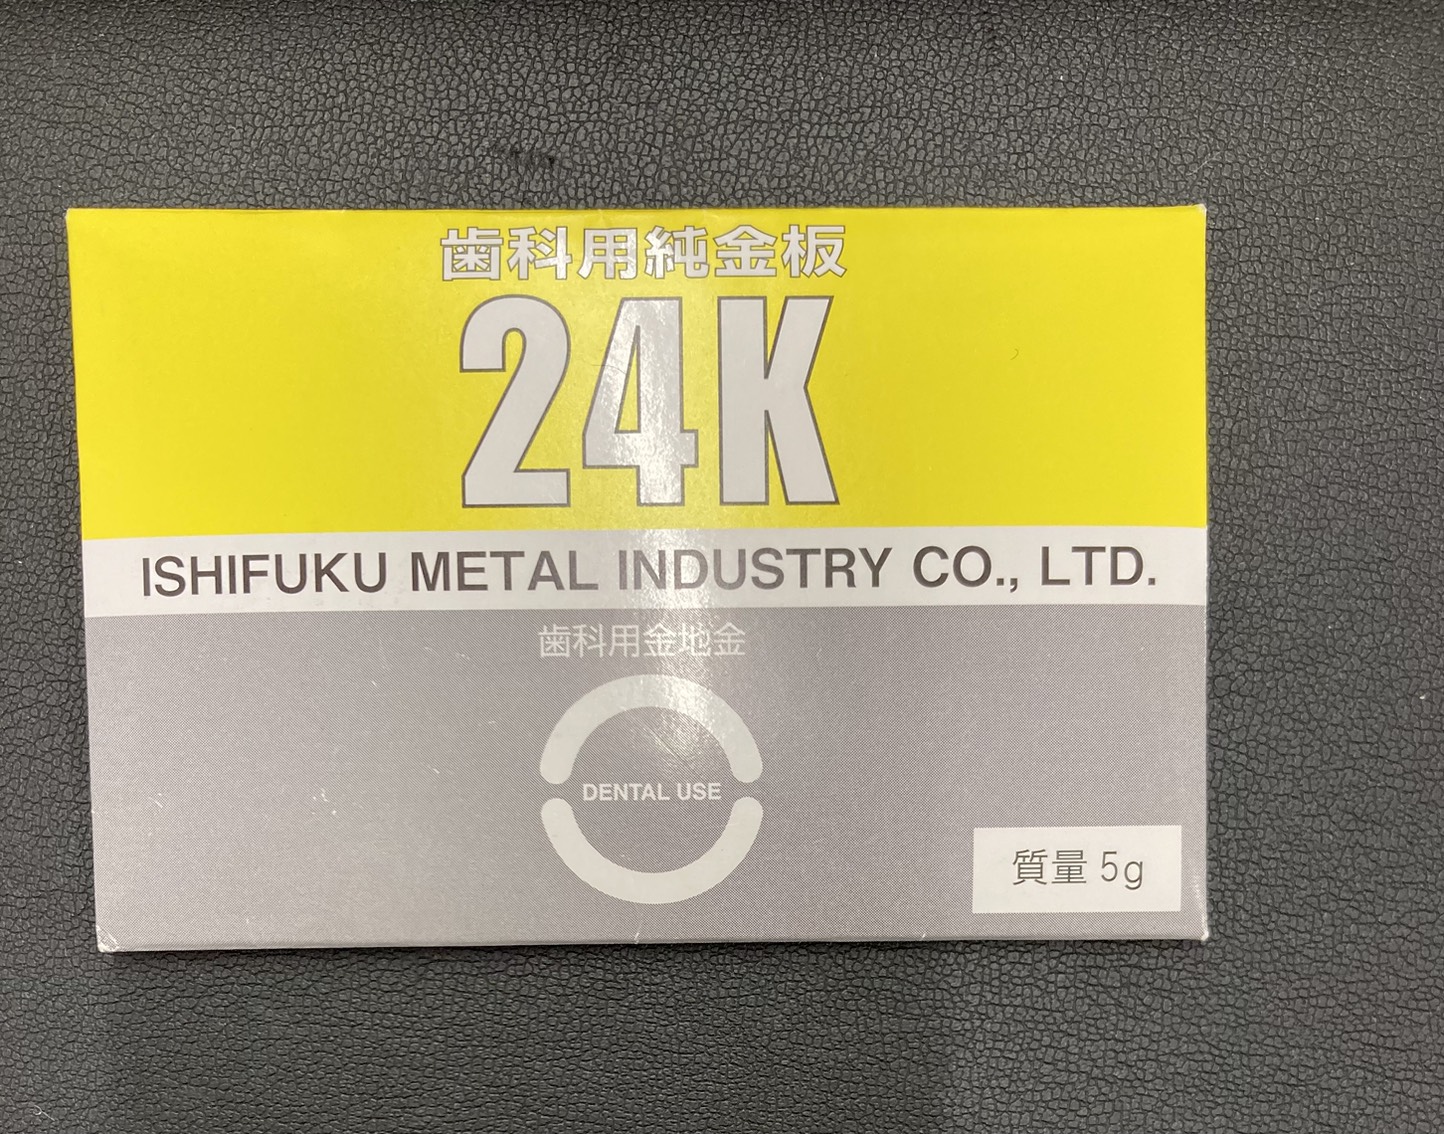 歯科用純金板
24K
ISHIFUKU METAL INDUSTRY CO., LTD.
歯科用金地金
DENTAL USE
質量 5g